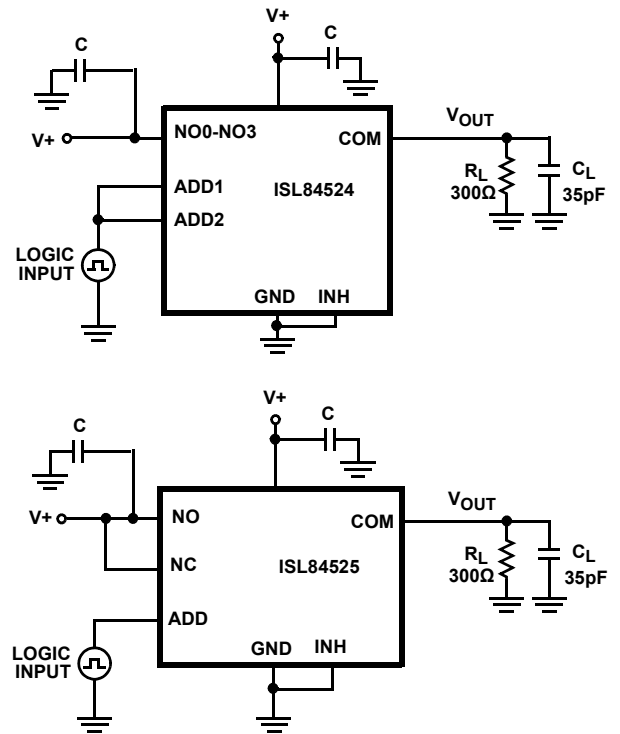 V+
C
C
V+
NO0-NO3
COM
VOUT
ADD1
ISL84524
RL
300Ω
CL
35pF
ADD2
LOGIC
INPUT
GND
INH
V+
C
C
V+
NO
COM
VOUT
NC
ISL84525
RL
300Ω
CL
35pF
ADD
LOGIC
INPUT
GND
INH